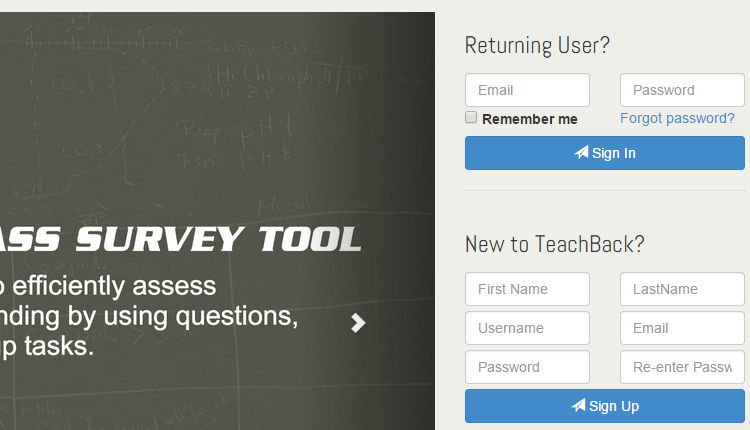 Returning User?
Email
Password
Remember me
Forgot password?
Sign In
ASS SURVEY TOOL
o efficiently assess
nding by using questions,
up tasks.
New to TeachBack?
First Name
LastName
Username
Email
Password
Re-enter Passw
Sign Up